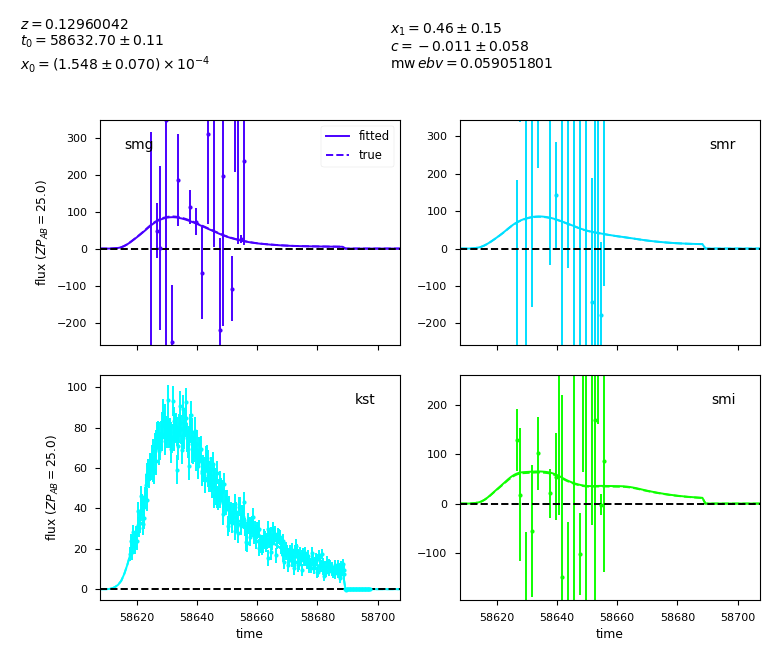 z = 0.12960042
t₀ = 58632.70 ± 0.11
x₀ = (1.548 ± 0.070) × 10⁻⁴
x₁ = 0.46 ± 0.15
c = −0.011 ± 0.058
mw ebv = 0.059051801
smg
fitted
true
300
200
100
0
−100
−200
flux (ZP_AB = 25.0)
smr
300
200
100
0
−100
−200
kst
100
80
60
40
20
0
flux (ZP_AB = 25.0)
58620 58640 58660 58680 58700
time
smi
200
100
0
−100
58620 58640 58660 58680 58700
time